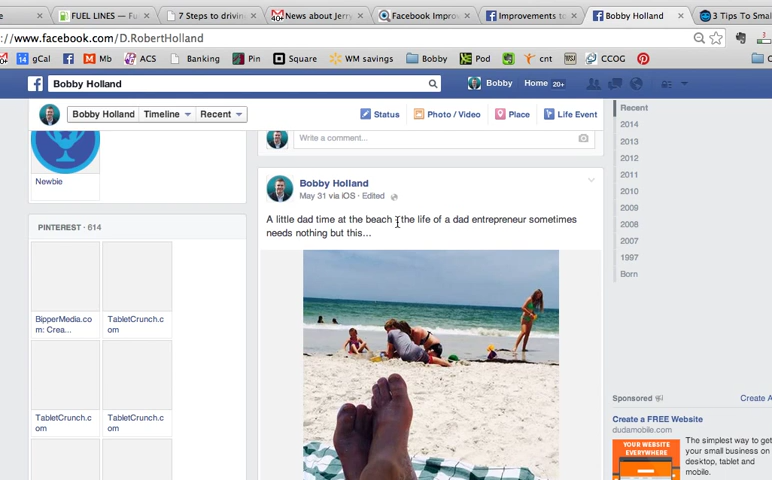 FUEL LINES — Fu
7 Steps to drivin
News about Jerry
Facebook Improv
Improvements to
Bobby Holland
3 Tips To Smal
www.facebook.com/D.RobertHolland
gCal
Mb
ACS
Banking
Pin
Square
WM savings
Bobby
Pod
cnt
CCOG
Bobby Holland
Bobby
Home 20+
Bobby Holland
Timeline
Recent
Status
Photo / Video
Place
Life Event
Newbie
Write a comment...
Bobby Holland
May 31 via iOS · Edited
A little dad time at the beach - the life of a dad entrepreneur sometimes
needs nothing but this...
PINTEREST · 614
BipperMedia.co
m: Crea...
TabletCrunch.c
om
TabletCrunch.c
om
TabletCrunch.c
om
Recent
2014
2013
2012
2011
2010
2009
2008
2007
1997
Born
Sponsored
Create A
Create a FREE Website
dudamobile.com
YOUR WEBSITE
EVERYWHERE
The simplest way to get
your small business on
desktop, tablet and
mobile.